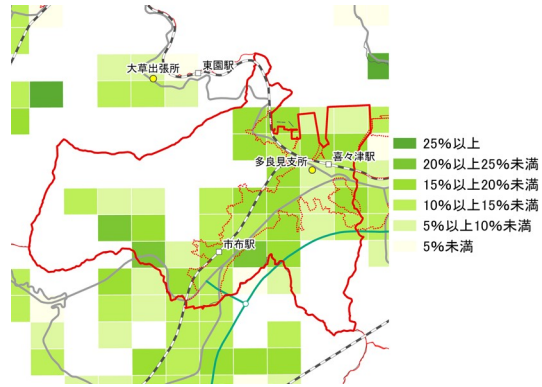 大草出張所
東園駅
多良見支所
喜々津駅
市布駅
25%以上
20%以上25%未満
15%以上20%未満
10%以上15%未満
5%以上10%未満
5%未満